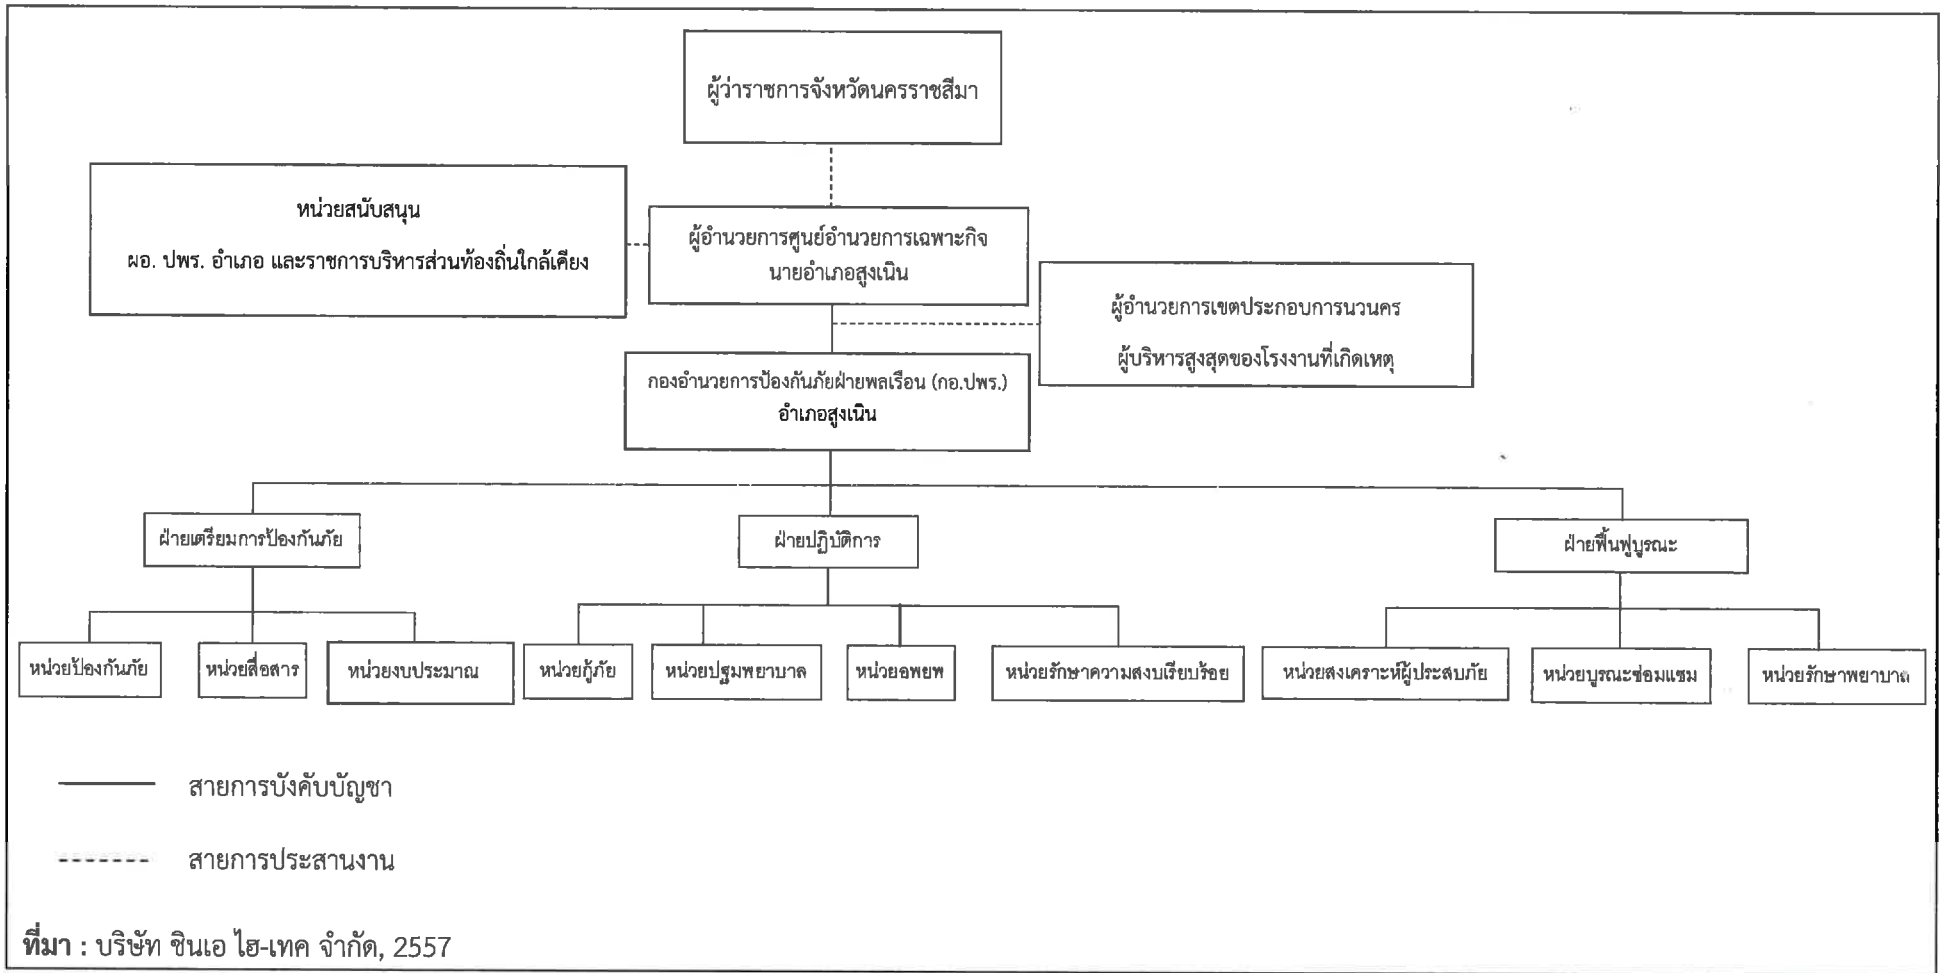 ผู้ว่าราชการจังหวัดนครราชสีมา
หน่วยสนับสนุน
ผอ. ปพร. อำเภอ และราชการบริหารส่วนท้องถิ่นใกล้เคียง
ผู้อำนวยการศูนย์อำนวยการเฉพาะกิจ
นายอำเภอสูงเนิน
ผู้อำนวยการเขตประกอบการนวนคร
ผู้บริหารสูงสุดของโรงงานที่เกิดเหตุ
กองอำนวยการป้องกันภัยฝ่ายพลเรือน (กอ.ปพร.)
อำเภอสูงเนิน
ฝ่ายเตรียมการป้องกันภัย
ฝ่ายปฏิบัติการ
ฝ่ายฟื้นฟูบูรณะ
หน่วยป้องกันภัย
หน่วยสื่อสาร
หน่วยงบประมาณ
หน่วยกู้ภัย
หน่วยปฐมพยาบาล
หน่วยอพยพ
หน่วยรักษาความสงบเรียบร้อย
หน่วยสงเคราะห์ผู้ประสบภัย
หน่วยบูรณะซ่อมแซม
หน่วยรักษาพยาบาล
สายการบังคับบัญชา
สายการประสานงาน
ที่มา : บริษัท ชินเอ ไฮ-เทค จำกัด, 2557